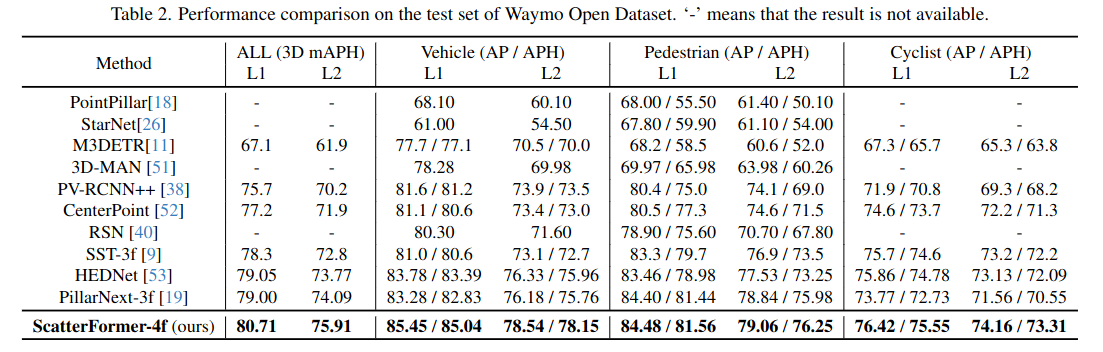 Table 2. Performance comparison on the test set of Waymo Open Dataset. ‘-’ means that the result is not available.
Method ALL (3D mAPH) Vehicle (AP / APH) Pedestrian (AP / APH) Cyclist (AP / APH)
L1 L2 L1 L2 L1 L2 L1 L2
PointPillar[18] - - 68.10 60.10 68.00 / 55.50 61.40 / 50.10 - -
StarNet[26] - - 61.00 54.50 67.80 / 59.90 61.10 / 54.00 - -
M3DETR[11] 67.1 61.9 77.7 / 77.1 70.5 / 70.0 68.2 / 58.5 60.6 / 52.0 67.3 / 65.7 65.3 / 63.8
3D-MAN [51] - - 78.28 69.98 69.97 / 65.98 63.98 / 60.26 - -
PV-RCNN++ [38] 75.7 70.2 81.6 / 81.2 73.9 / 73.5 80.4 / 75.0 74.1 / 69.0 71.9 / 70.8 69.3 / 68.2
CenterPoint [52] 77.2 71.9 81.1 / 80.6 73.4 / 73.0 80.5 / 77.3 74.6 / 71.5 74.6 / 73.7 72.2 / 71.3
RSN [40] - - 80.30 71.60 78.90 / 75.60 70.70 / 67.80 - -
SST-3f [9] 78.3 72.8 81.0 / 80.6 73.1 / 72.7 83.3 / 79.7 76.9 / 73.5 75.7 / 74.6 73.2 / 72.2
HEDNet [53] 79.05 73.77 83.78 / 83.39 76.33 / 75.96 83.46 / 78.98 77.53 / 73.25 75.86 / 74.78 73.13 / 72.09
PillarNext-3f [19] 79.00 74.09 83.28 / 82.83 76.18 / 75.76 84.40 / 81.44 78.84 / 75.98 73.77 / 72.73 71.56 / 70.55
ScatterFormer-4f (ours) 80.71 75.91 85.45 / 85.04 78.54 / 78.15 84.48 / 81.56 79.06 / 76.25 76.42 / 75.55 74.16 / 73.31